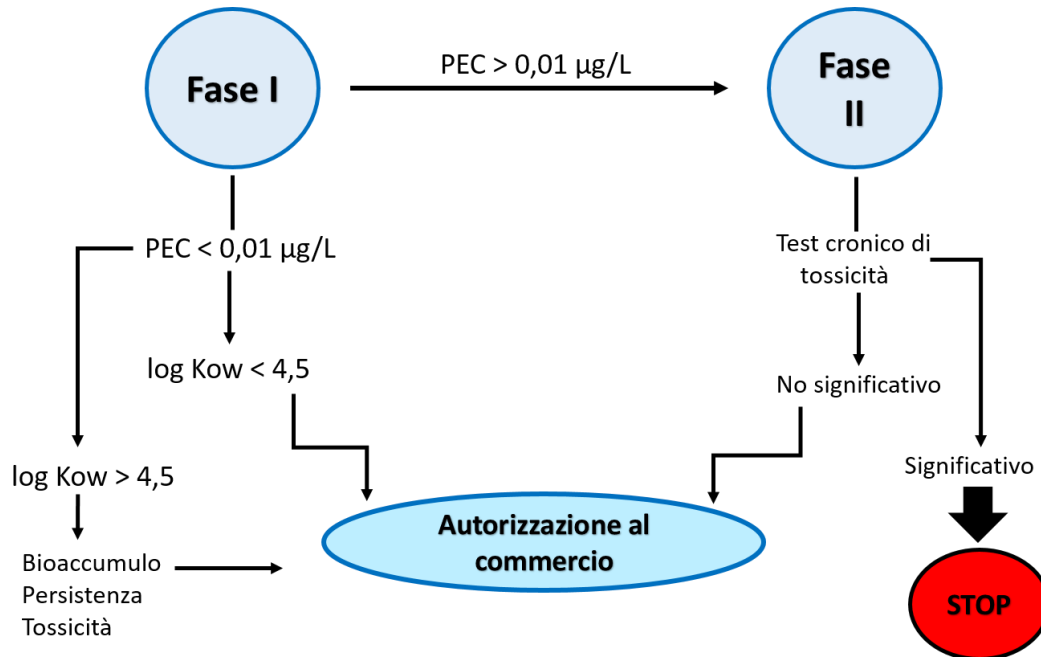 Fase I
PEC > 0,01 µg/L
Fase
II
PEC < 0,01 µg/L
log Kow < 4,5
log Kow > 4,5
Bioaccumulo
Persistenza
Tossicità
Test cronico di
tossicità
No significativo
Significativo
STOP
Autorizzazione al
commercio